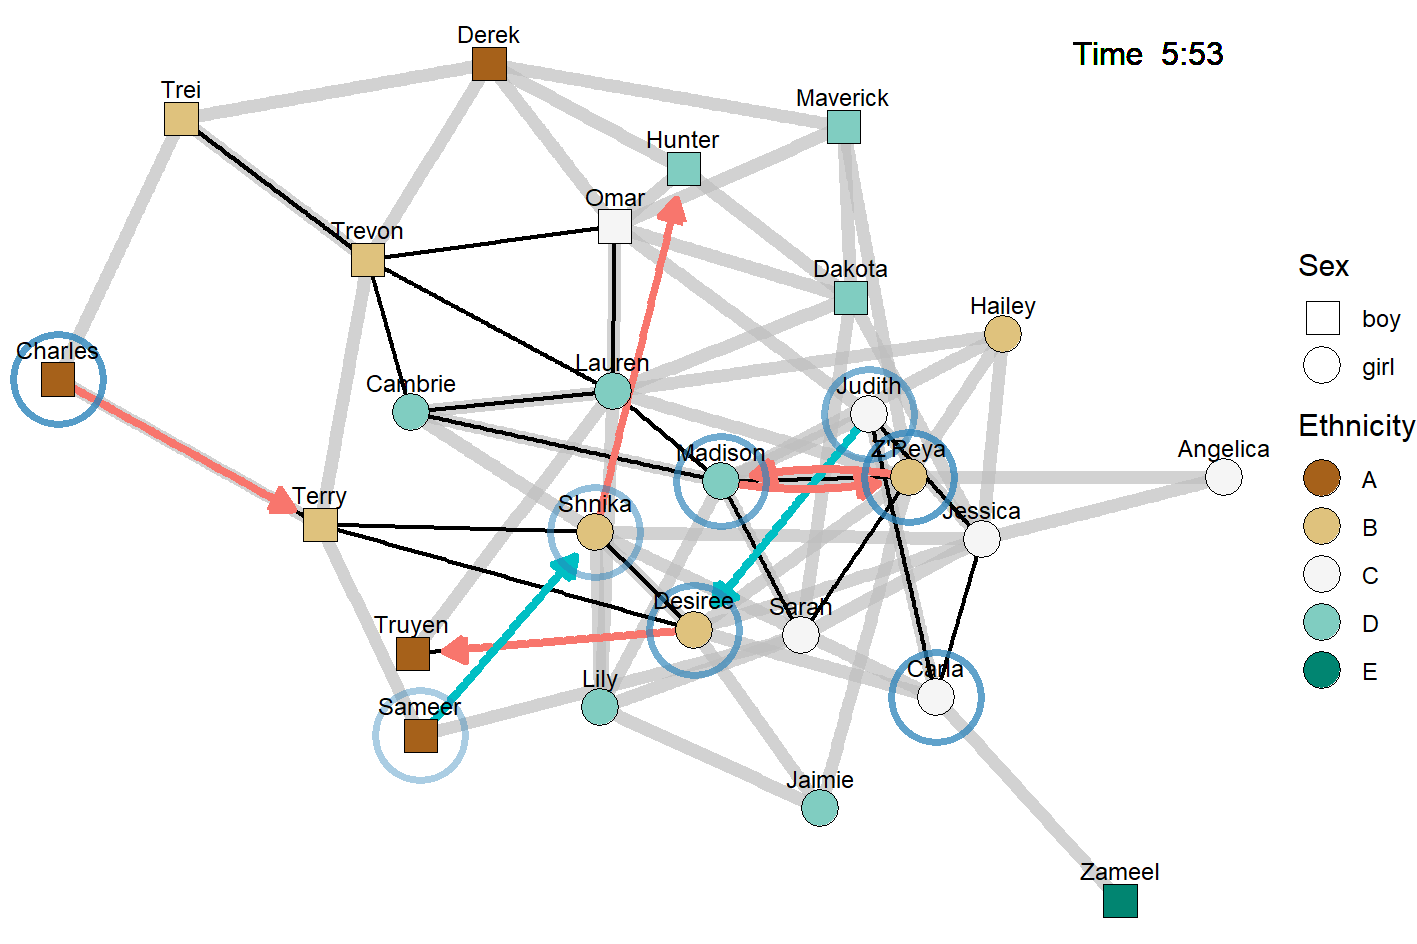 Derek
Time 5:53
Trei
Maverick
Hunter
Omar
Trevon
Dakota
Sex
Hailey
boy
Charles
Lauren
girl
Cambrie
Judith
Ethnicity
Madison
Z'Reya
Angelica
A
Terry
Shnika
Jessica
B
C
Desiree
Sarah
Truyen
D
Lily
Carla
E
Sameer
Jaimie
Zameel